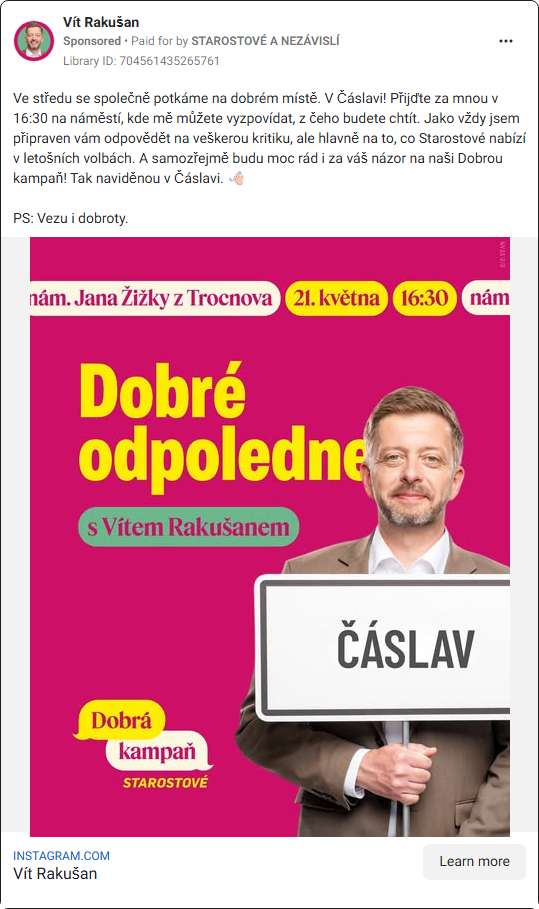 Vít Rakušan
Sponsored • Paid for by STAROSTOVÉ A NEZÁVISLÍ
Library ID: 704561435265761
Ve středu se společně potkáme na dobrém místě. V Čáslavi! Přijďte za mnou v
16:30 na náměstí, kde mě můžete vyzpovídat, z čeho budete chtít. Jako vždy jsem
připraven vám odpovědět na veškerou kritiku, ale hlavně na to, co Starostové nabízí
v letošních volbách. A samozřejmě budu moc rád i za váš názor na naši Dobrou
kampaň! Tak naviděnou v Čáslavi. 🤙🏻
PS: Vezu i dobroty.
nám. Jana Žižky z Trocnova 21. května 16:30 nám
Dobré
odpoledne
s Vítem Rakušanem
ČÁSLAV
Dobrá
kampaň
STAROSTOVÉ
INSTAGRAM.COM
Vít Rakušan
Learn more